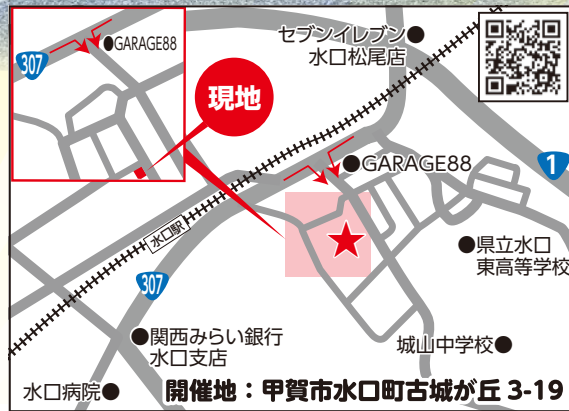 307
●GARAGE88
現地
セブンイレブン●
水口松尾店
●GARAGE88
1
水口駅
●県立水口
東高等学校
307
●関西みらい銀行
水口支店
城山中学校●
水口病院●
開催地：甲賀市水口町古城が丘 3-19